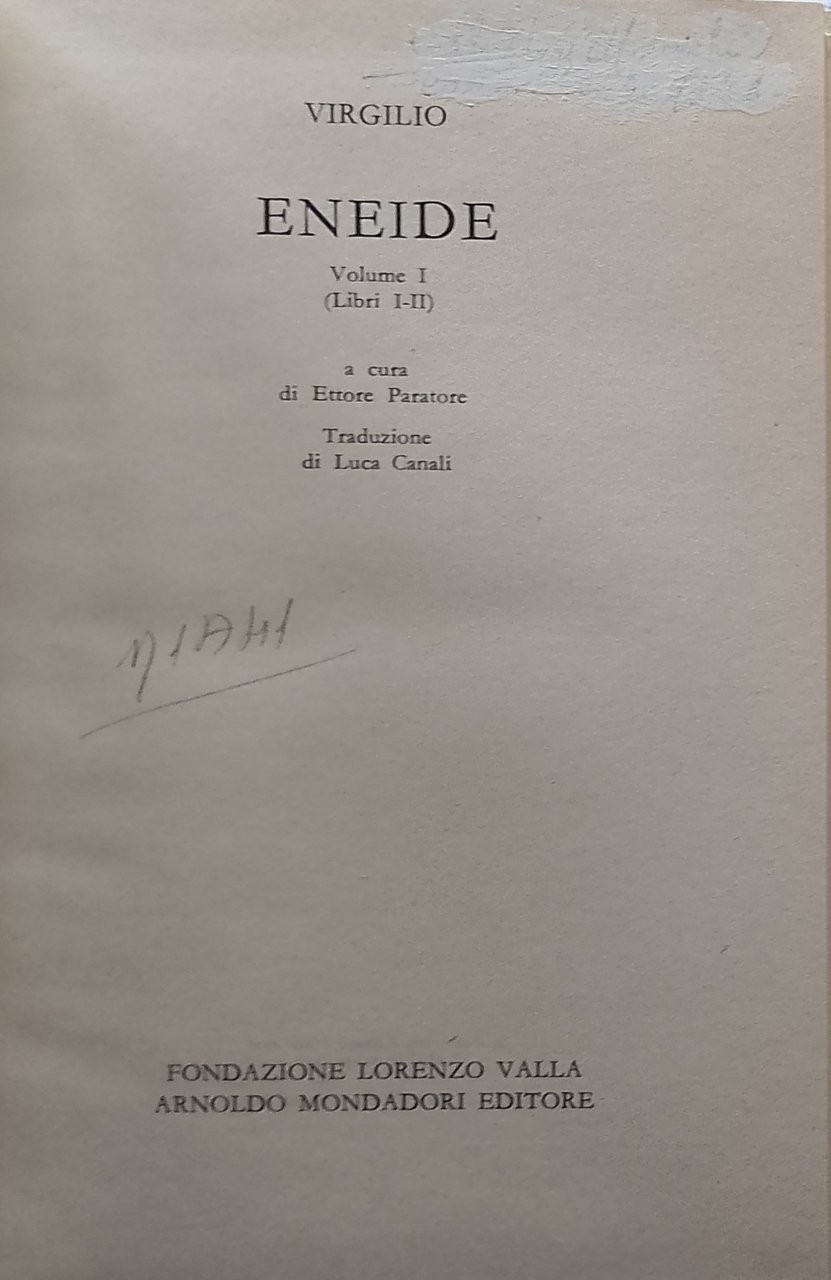 VIRGILIO
ENEIDE
Volume I
(Libri I-II)
a cura
di Ettore Paratore
Traduzione
di Luca Canali
FONDAZIONE LORENZO VALLA
ARNOLDO MONDADORI EDITORE